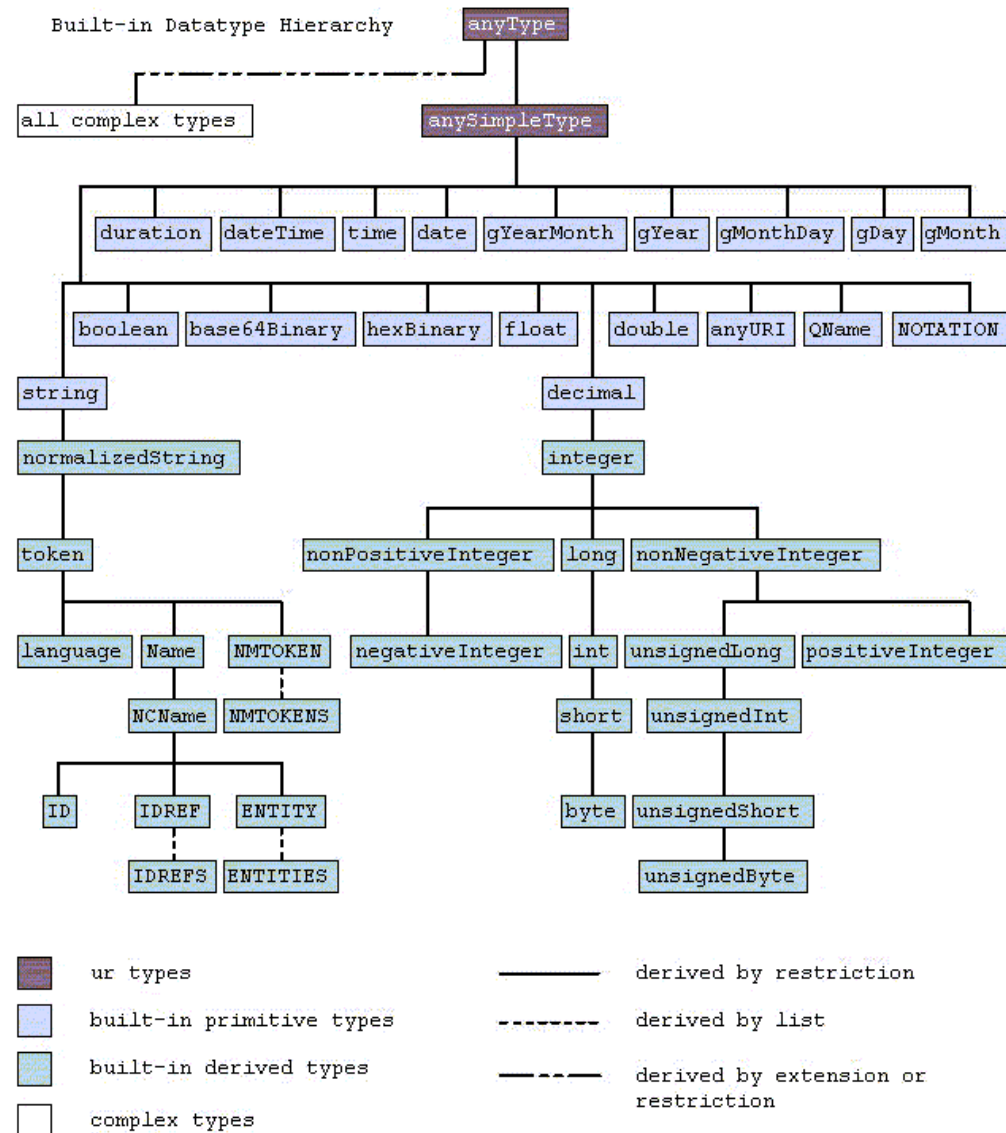 Built-in Datatype Hierarchy
anyType
all complex types
anySimpleType
duration dateTime time date gYearMonth gYear gMonthDay gDay gMonth
boolean base64Binary hexBinary float double anyURI QName NOTATION
string decimal
normalizedString integer
token nonPositiveInteger long nonNegativeInteger
language Name NMTOKEN negativeInteger int unsignedLong positiveInteger
NCName NMTOKENS short unsignedInt
ID IDREF ENTITY byte unsignedShort
IDREFS ENTITIES unsignedByte
ur types derived by restriction
built-in primitive types derived by list
built-in derived types derived by extension or
restriction
complex types